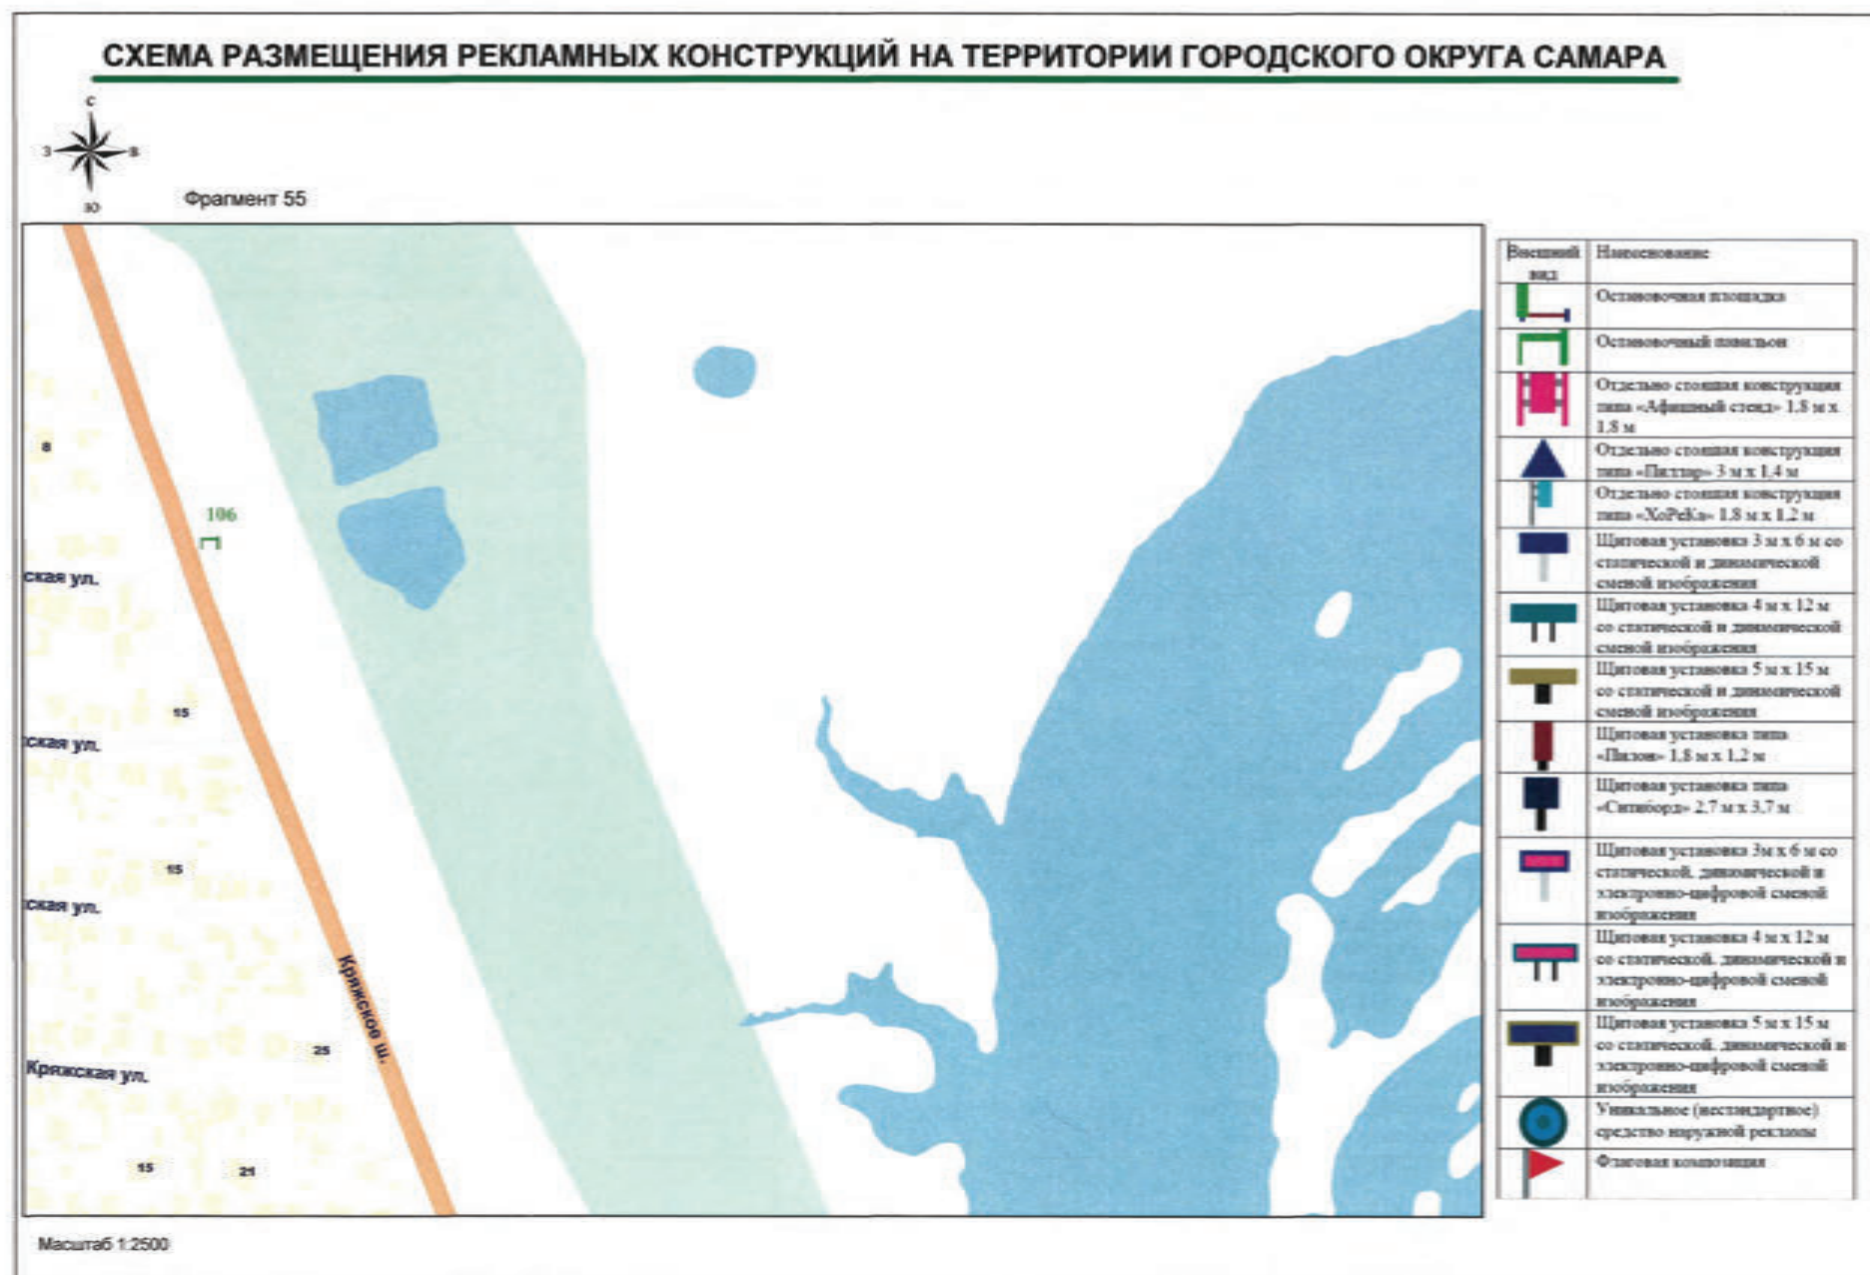 СХЕМА РАЗМЕЩЕНИЯ РЕКЛАМНЫХ КОНСТРУКЦИЙ НА ТЕРРИТОРИИ ГОРОДСКОГО ОКРУГА САМАРА
С
З
В
Ю
Фрагмент 55
8
106
ская ул.
15
ская ул.
15
ская ул.
Кряжское ш.
25
Кряжская ул.
15
21
Масштаб 1:2500
Внешний
вид
Наименование
Остановочная площадка
Остановочный павильон
Отдельно стоящая конструкция
типа «Афишный стенд» 1,8 м х
1,8 м
Отдельно стоящая конструкция
типа «Пиллар» 3 м х 1,4 м
Отдельно стоящая конструкция
типа «ХоРеКа» 1,8 м х 1,2 м
Щитовая установка 3 м х 6 м со
статической и динамической
сменой изображения
Щитовая установка 4 м х 12 м
со статической и динамической
сменой изображения
Щитовая установка 5 м х 15 м
со статической и динамической
сменой изображения
Щитовая установка типа
«Пилон» 1,8 м х 1,2 м
Щитовая установка типа
«Ситиборд» 2,7 м х 3,7 м
Щитовая установка 3м х 6 м со
статической, динамической и
электронно-цифровой сменой
изображения
Щитовая установка 4 м х 12 м
со статической, динамической и
электронно-цифровой сменой
изображения
Щитовая установка 5 м х 15 м
со статической, динамической и
электронно-цифровой сменой
изображения
Уникальное (нестандартное)
средство наружной рекламы
Флаговая композиция